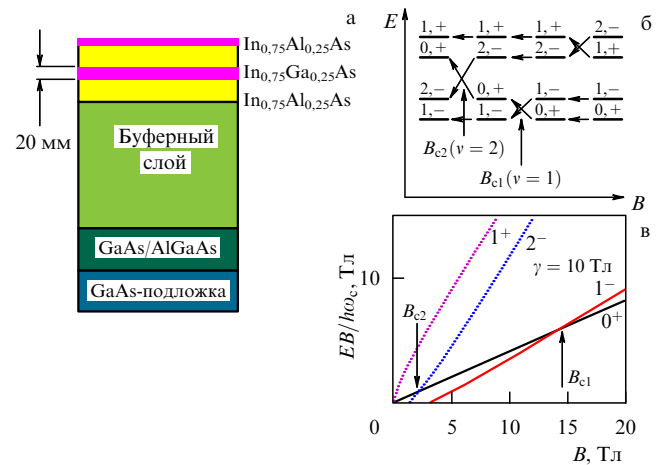 а
In0,75Al0,25As
In0,75Ga0,25As
In0,75Al0,25As
20 мм
Буферный
слой
GaAs/AlGaAs
GaAs-подложка
E
б
1,+ 1,+ 1,+ 2,−
0,+ 2,− 2,− 1,+
2,− 0,+ 1,− 1,−
1,− 1,− 0,+ 0,+
Bc2(ν = 2)
Bc1(ν = 1)
B
в
EB/ħωc, Тл
10
1+
2−
γ = 10 Тл
1−
0+
Bc2
Bc1
0 5 10 15 20
B, Тл